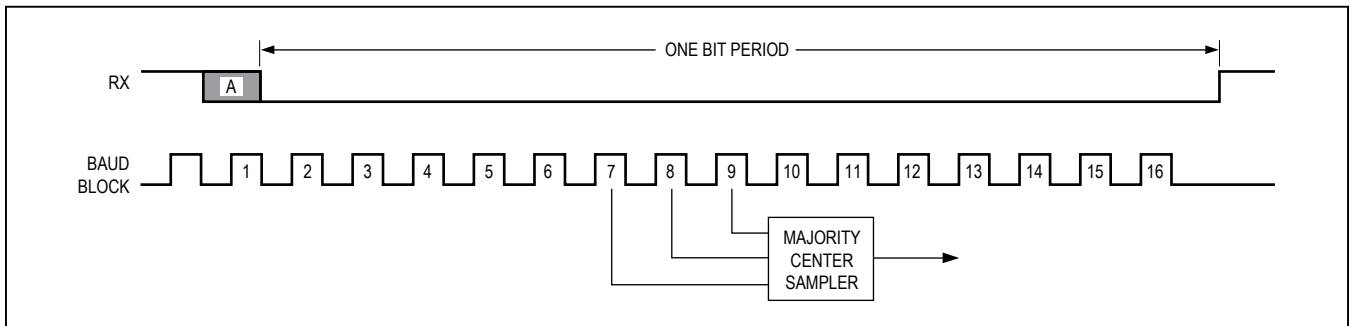 ONE BIT PERIOD
RX
A
BAUD
BLOCK
1 2 3 4 5 6 7 8 9 10 11 12 13 14 15 16
MAJORITY
CENTER
SAMPLER